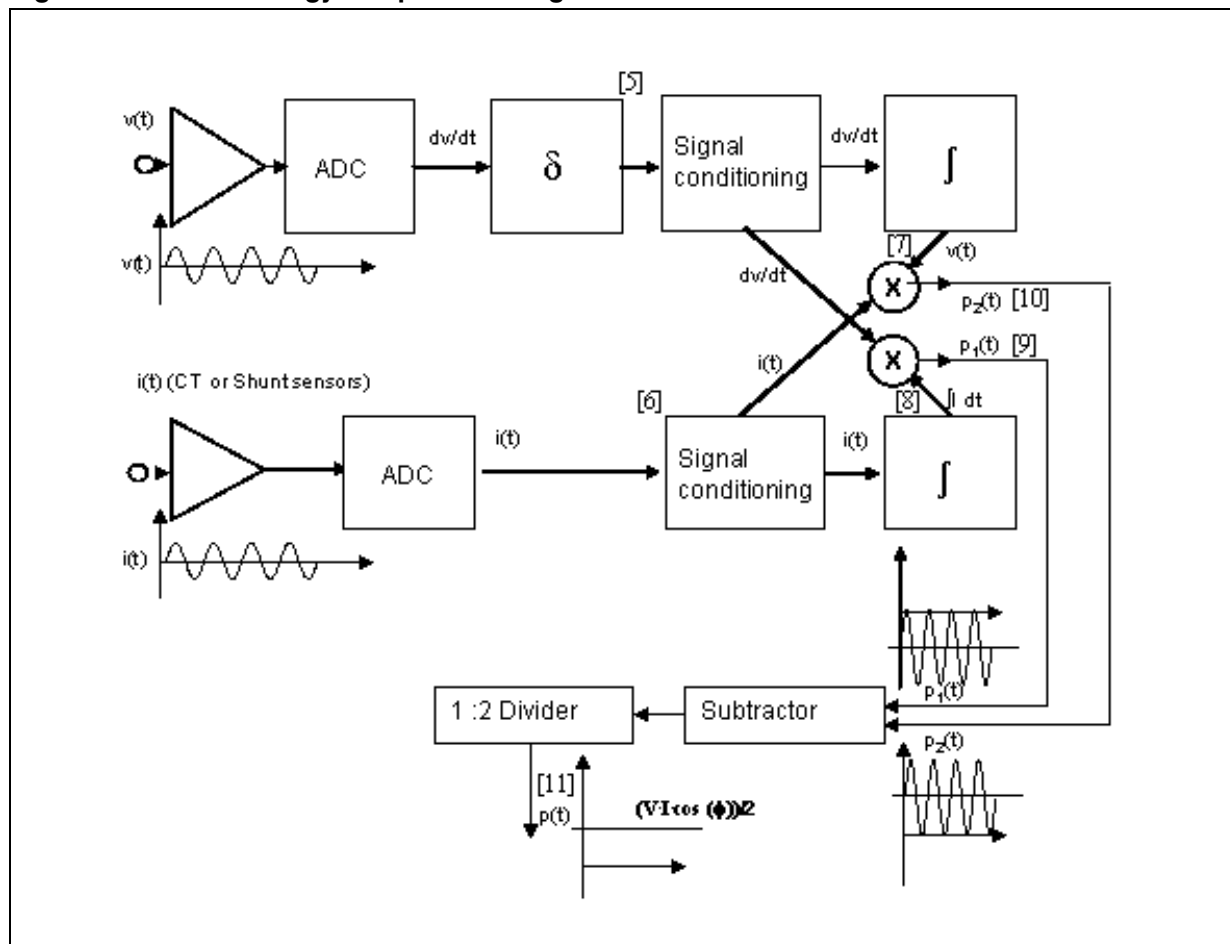 [5]
v(t)
ADC
dv/dt
δ
Signal
conditioning
dv/dt
∫
v(t)
dv/dt
[7]
v(t)
X
p₂(t) [10]
X
p₁(t) [9]
i(t)
i(t) (CT or Shunt sensors)
[6]
[8]
∫I dt
ADC
i(t)
Signal
conditioning
i(t)
∫
i(t)
1 :2 Divider
Subtractor
p₁(t)
p₂(t)
[11]
p(t)
(V·I·cos (ϕ))/2